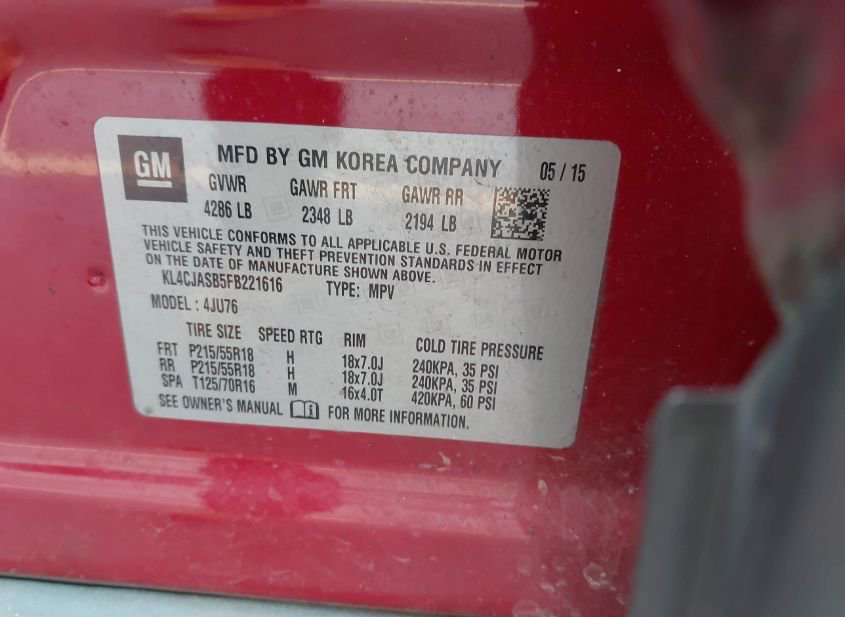 GM MFD BY GM KOREA COMPANY 05 / 15
GVWR GAWR FRT GAWR RR
4286 LB 2348 LB 2194 LB
THIS VEHICLE CONFORMS TO ALL APPLICABLE U.S. FEDERAL MOTOR
VEHICLE SAFETY AND THEFT PREVENTION STANDARDS IN EFFECT
ON THE DATE OF MANUFACTURE SHOWN ABOVE.
KL4CJASB5FB221616 TYPE: MPV
MODEL : 4JU76
TIRE SIZE SPEED RTG RIM COLD TIRE PRESSURE
FRT P215/55R18 H 18x7.0J 240KPA, 35 PSI
RR P215/55R18 H 18x7.0J 240KPA, 35 PSI
SPA T125/70R16 M 16x4.0T 420KPA, 60 PSI
SEE OWNER'S MANUAL FOR MORE INFORMATION.